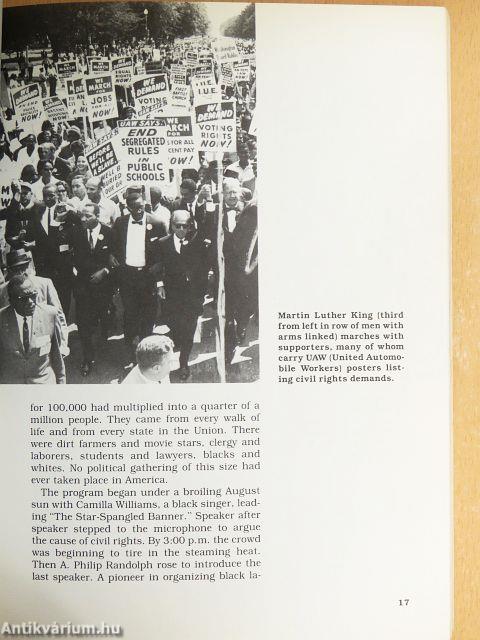 WE DEMAND
VOTING
UAW SAYS:
END
SEGREGATED
RULES
IN
PUBLIC
SCHOOLS
WE
MARCH
FOR
JOBS
FOR ALL
NOW!
WE DEMAND
VOTING
RIGHTS
NOW!
I.U.E.
Martin Luther King (third
from left in row of men with
arms linked) marches with
supporters, many of whom
carry UAW (United Automo-
bile Workers) posters list-
ing civil rights demands.
for 100,000 had multiplied into a quarter of a
million people. They came from every walk of
life and from every state in the Union. There
were dirt farmers and movie stars, clergy and
laborers, students and lawyers, blacks and
whites. No political gathering of this size had
ever taken place in America.
The program began under a broiling August
sun with Camilla Williams, a black singer, lead-
ing "The Star-Spangled Banner." Speaker after
speaker stepped to the microphone to argue
the cause of civil rights. By 3:00 p.m. the crowd
was beginning to tire in the steaming heat.
Then A. Philip Randolph rose to introduce the
last speaker. A pioneer in organizing black la-
17
Antikvárium.hu